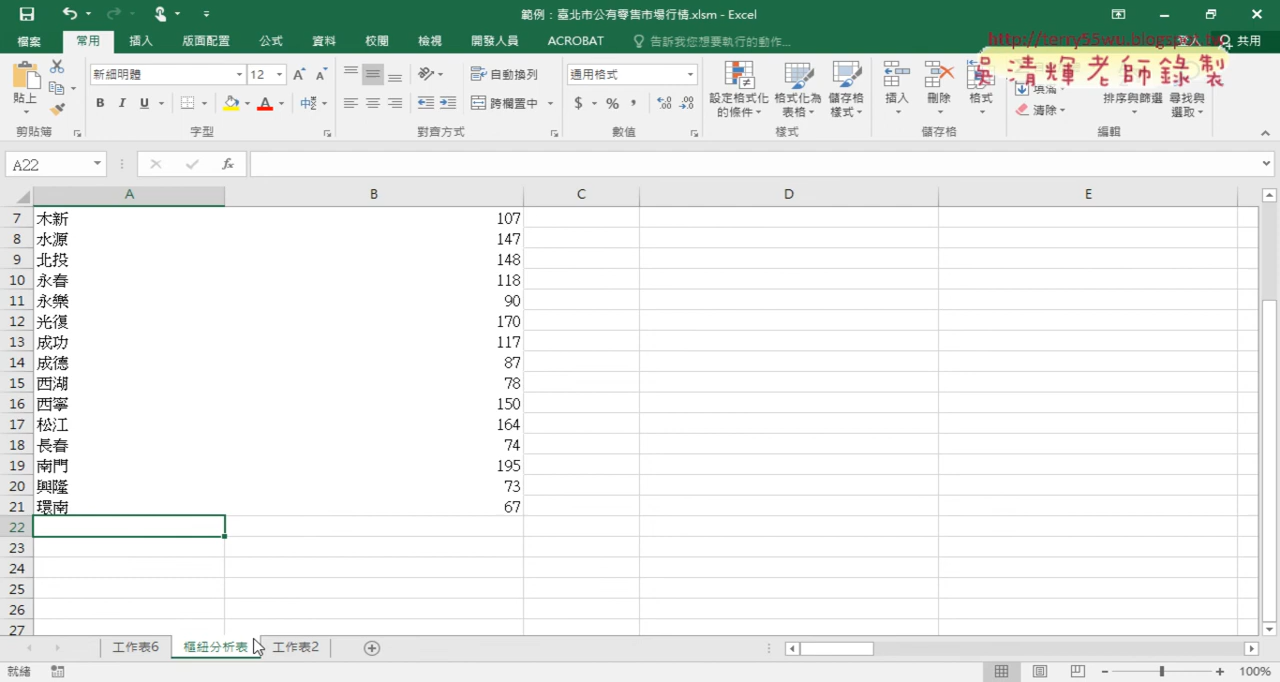 範例：臺北市公有零售市場行情.xlsm - Excel
檔案 常用 插入 版面配置 公式 資料 校閱 檢視 開發人員 ACROBAT 告訴我您想要執行的動作... 登入 共用
http://terry55wu.blogspot.tw
吳清輝老師錄製
貼上 新細明體 12 自動換列 通用格式 設定格式化的條件 格式化為表格 儲存格樣式 插入 刪除 格式 填滿 排序與篩選 尋找與選取
B I U 跨欄置中 $ % 清除
剪貼簿 字型 對齊方式 數值 樣式 儲存格 編輯
A22 fx
A B C D E
7 木新 107
8 水源 147
9 北投 148
10 永春 118
11 永樂 90
12 光復 170
13 成功 117
14 成德 87
15 西湖 78
16 西寧 150
17 松江 164
18 長春 74
19 南門 195
20 興隆 73
21 環南 67
22
23
24
25
26
27
工作表6 樞紐分析表 工作表2
就緒 100%